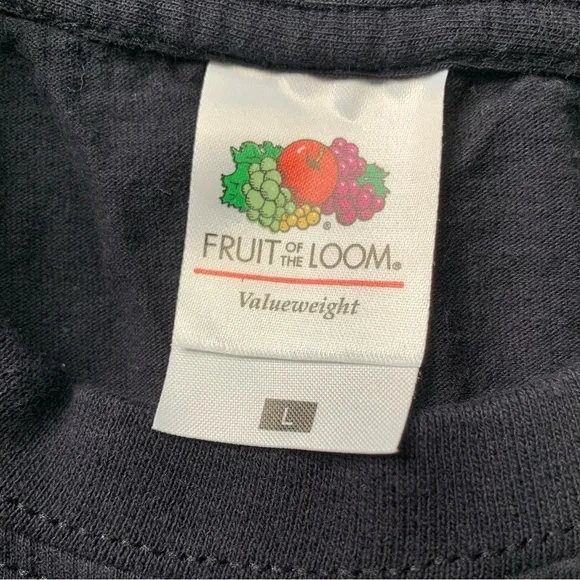 ®
FRUIT OF THE LOOM®
Valueweight
L